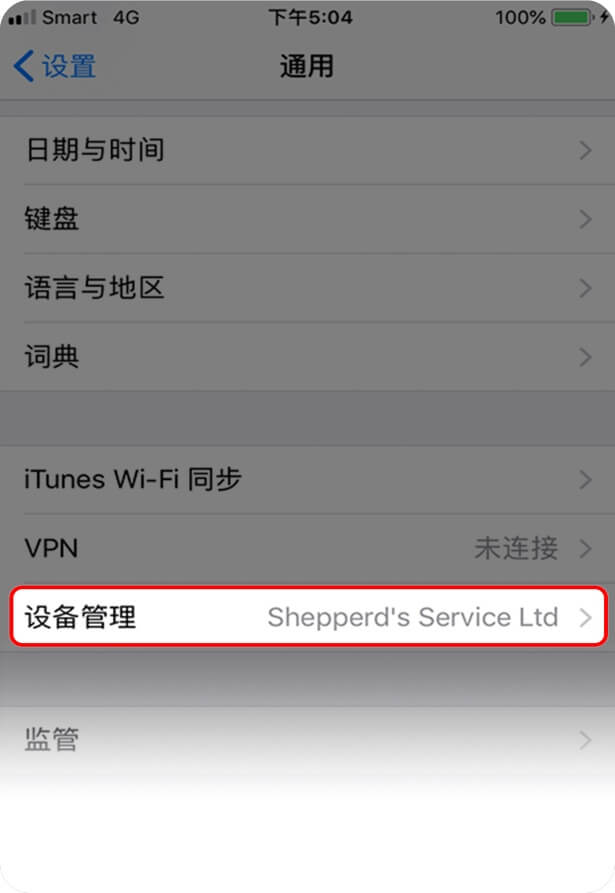 Smart 4G 下午5:04 100%
设置 通用
日期与时间
键盘
语言与地区
词典
iTunes Wi-Fi 同步
VPN 未连接
设备管理 Shepperd's Service Ltd
监管